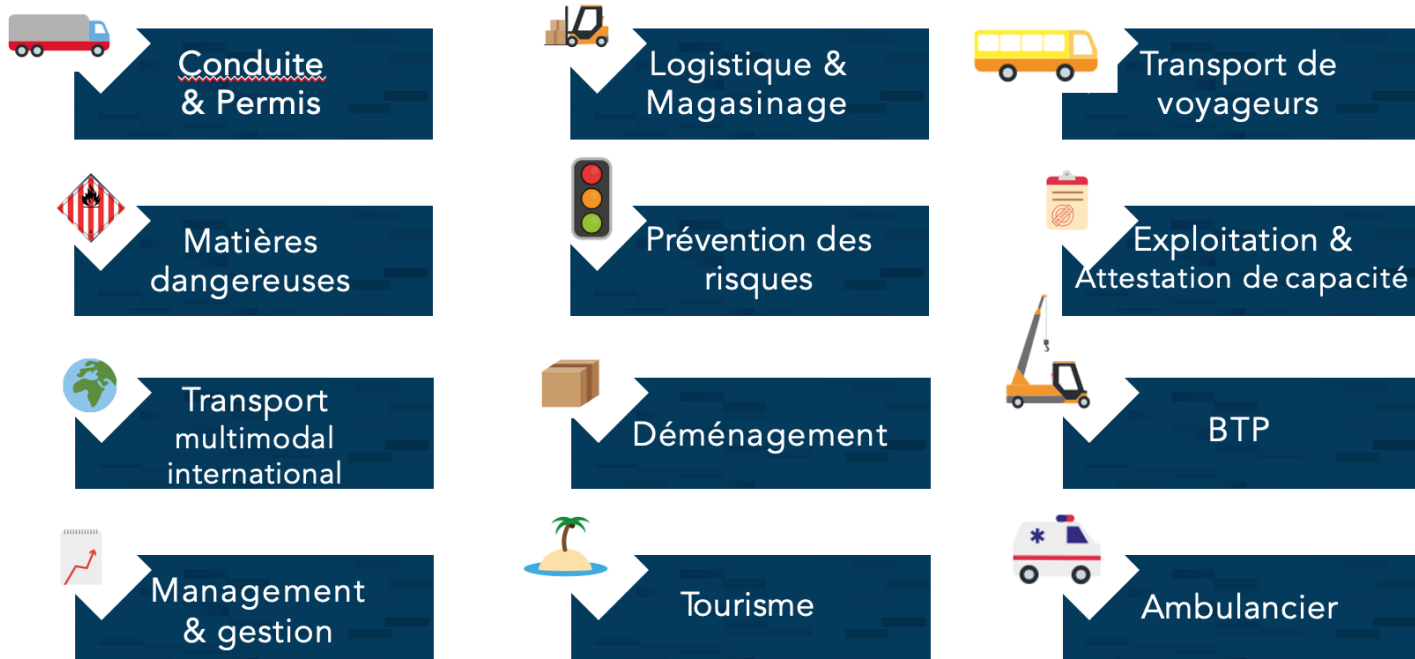 Conduite
& Permis
Logistique &
Magasinage
Transport de
voyageurs
Matières
dangereuses
Prévention des
risques
Exploitation &
Attestation de capacité
Transport
multimodal
international
Déménagement
BTP
Management
& gestion
Tourisme
Ambulancier